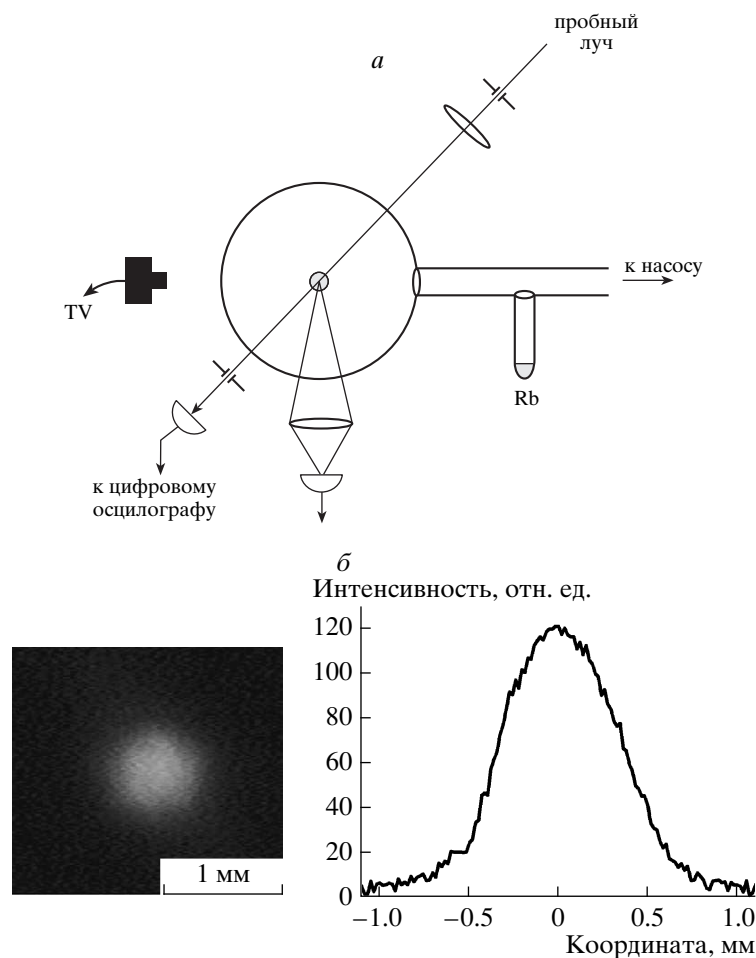 пробный
луч
а
к насосу
TV
Rb
к цифровому
осцилографу
б
Интенсивность, отн. ед.
120
100
80
60
40
20
0
1 мм
–1.0 –0.5 0 0.5 1.0
Координата, мм